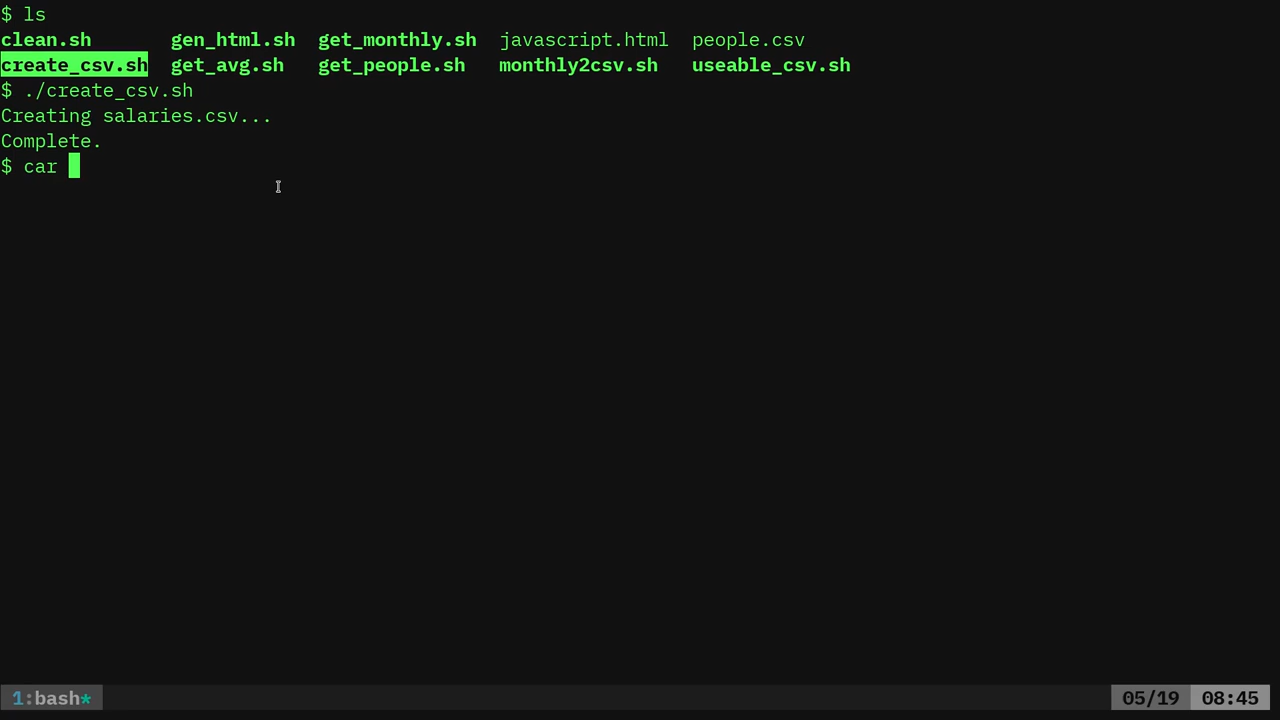 $ ls
clean.sh gen_html.sh get_monthly.sh javascript.html people.csv
create_csv.sh get_avg.sh get_people.sh monthly2csv.sh useable_csv.sh
$ ./create_csv.sh
Creating salaries.csv...
Complete.
$ car
1:bash* 05/19 08:45